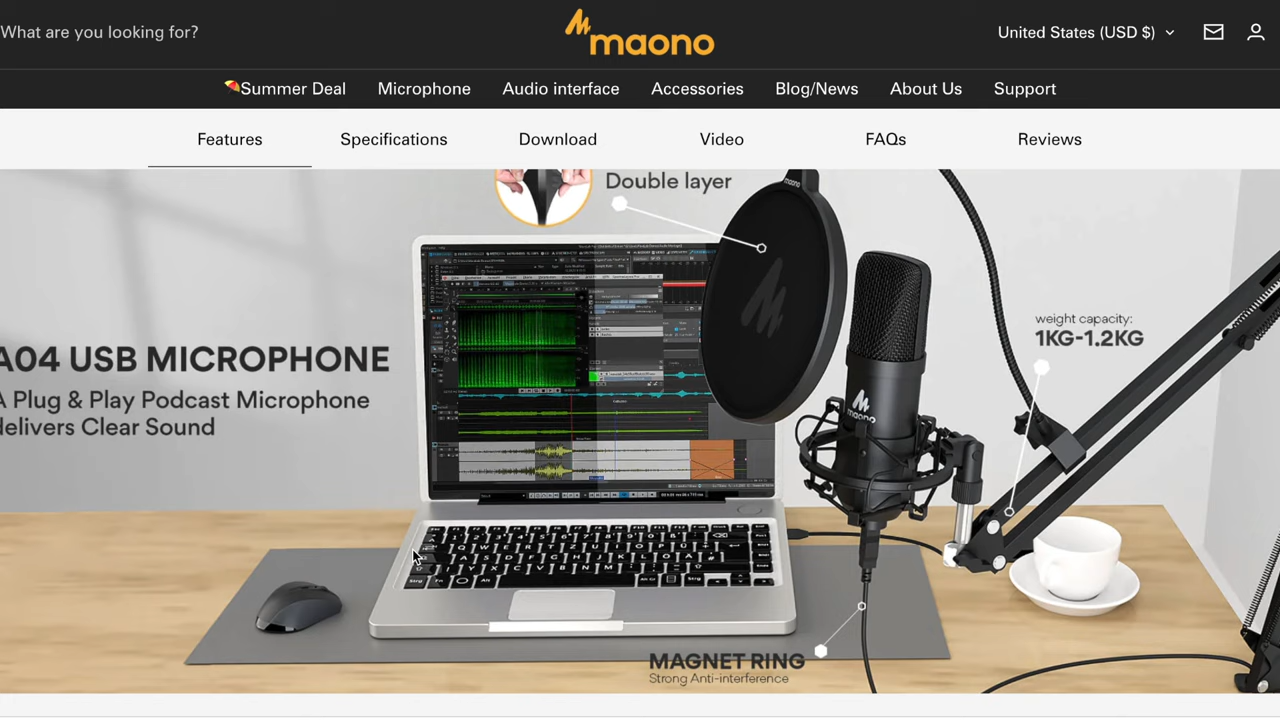 What are you looking for?
maono
United States (USD $)
Summer Deal
Microphone
Audio interface
Accessories
Blog/News
About Us
Support
Features
Specifications
Download
Video
FAQs
Reviews
Double layer
maono
weight capacity:
1KG-1.2KG
A04 USB MICROPHONE
A Plug & Play Podcast Microphone
delivers Clear Sound
maono
MAGNET RING
Strong Anti-interference